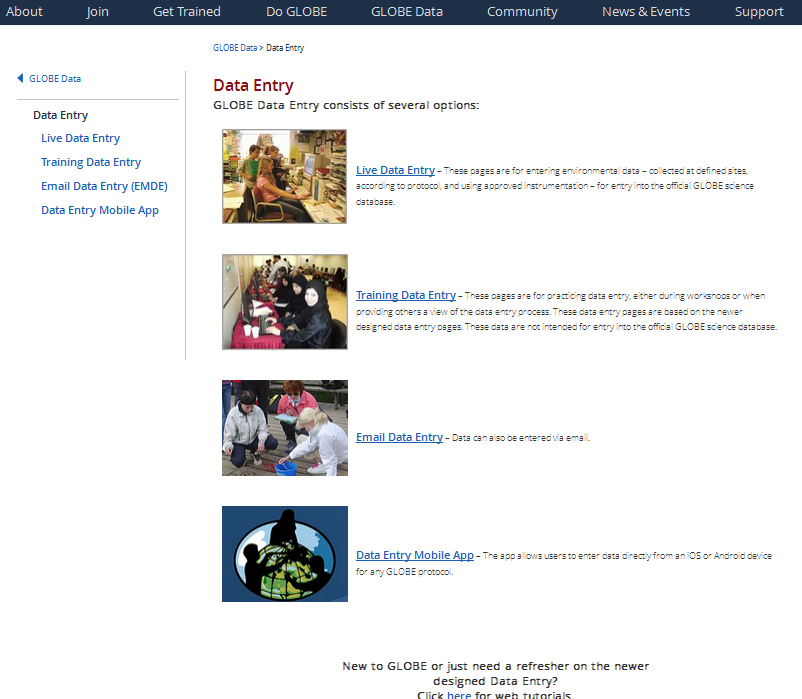 About Join Get Trained Do GLOBE GLOBE Data Community News & Events Support
GLOBE Data > Data Entry
GLOBE Data
Data Entry
Live Data Entry
Training Data Entry
Email Data Entry (EMDE)
Data Entry Mobile App
Data Entry
GLOBE Data Entry consists of several options:
Live Data Entry – These pages are for entering environmental data – collected at defined sites,
according to protocol, and using approved instrumentation – for entry into the official GLOBE science
database.
Training Data Entry – These pages are for practicing data entry, either during workshops or when
providing others a view of the data entry process. These data entry pages are based on the newer
designed data entry pages. These data are not intended for entry into the official GLOBE science database.
Email Data Entry – Data can also be entered via email.
Data Entry Mobile App – The app allows users to enter data directly from an iOS or Android device
for any GLOBE protocol.
New to GLOBE or just need a refresher on the newer
designed Data Entry?
Click here for web tutorials